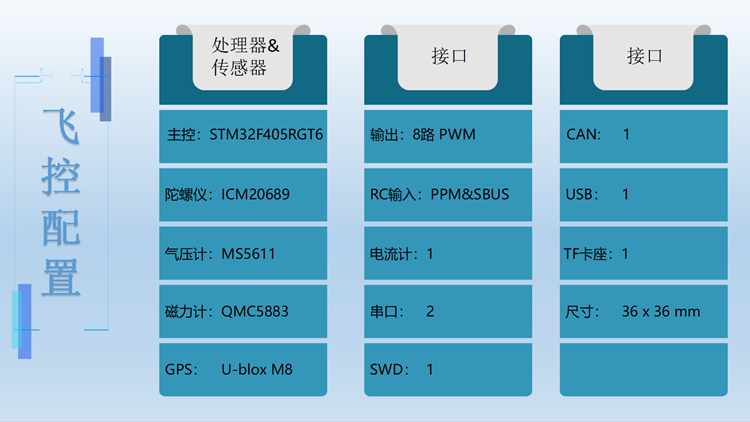 飞控配置
处理器&
传感器
主控：STM32F405RGT6
陀螺仪：ICM20689
气压计：MS5611
磁力计：QMC5883
GPS： U-blox M8
接口
输出：8路 PWM
RC输入：PPM&SBUS
电流计：1
串口： 2
SWD： 1
接口
CAN： 1
USB： 1
TF卡座：1
尺寸： 36 x 36 mm